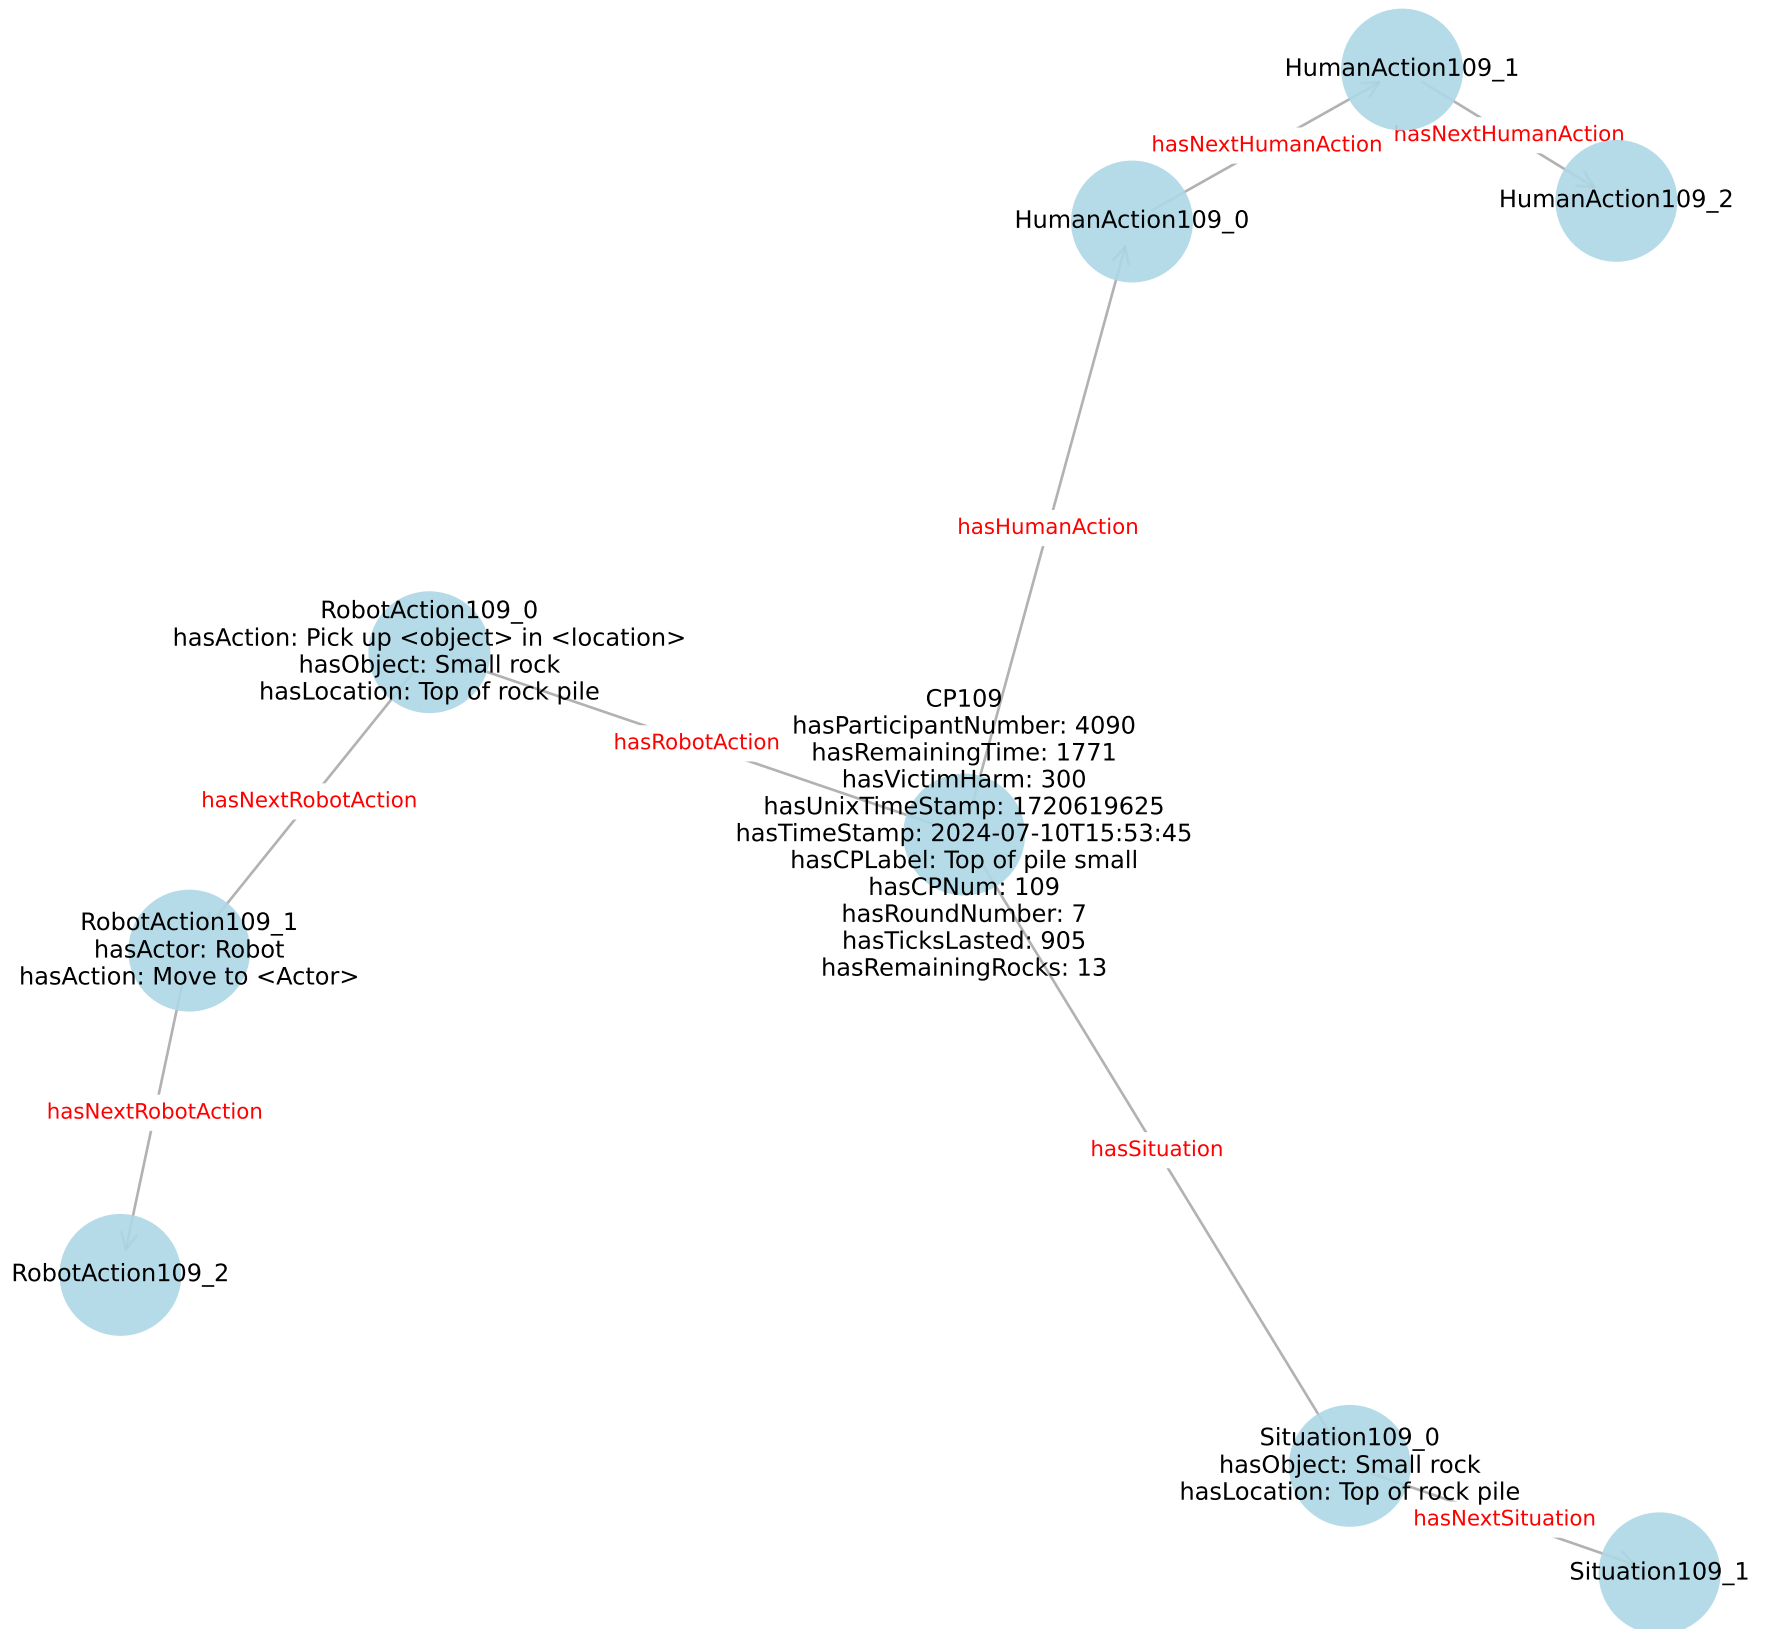 HumanAction109_1
hasNextHumanAction
hasNextHumanAction
HumanAction109_2
HumanAction109_0
hasHumanAction
RobotAction109_0
hasAction: Pick up <object> in <location>
hasObject: Small rock
hasLocation: Top of rock pile
hasRobotAction
CP109
hasParticipantNumber: 4090
hasRemainingTime: 1771
hasVictimHarm: 300
hasUnixTimeStamp: 1720619625
hasTimeStamp: 2024-07-10T15:53:45
hasCPLabel: Top of pile small
hasCPNum: 109
hasRoundNumber: 7
hasTicksLasted: 905
hasRemainingRocks: 13
hasNextRobotAction
RobotAction109_1
hasActor: Robot
hasAction: Move to <Actor>
hasNextRobotAction
RobotAction109_2
hasSituation
Situation109_0
hasObject: Small rock
hasLocation: Top of rock pile
hasNextSituation
Situation109_1